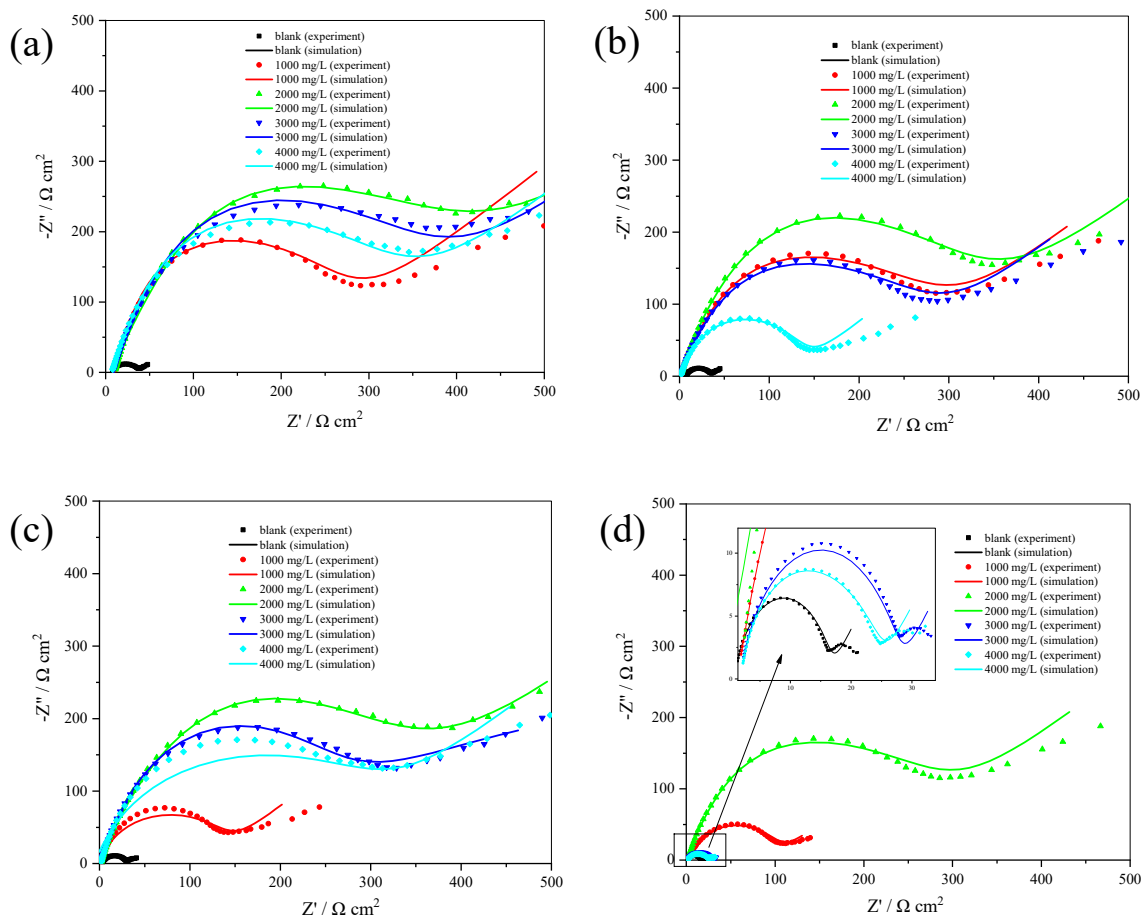 (a)
500
400
300
200
100
0
-Z'' / Ω cm²
blank (experiment)
blank (simulation)
1000 mg/L (experiment)
1000 mg/L (simulation)
2000 mg/L (experiment)
2000 mg/L (simulation)
3000 mg/L (experiment)
3000 mg/L (simulation)
4000 mg/L (experiment)
4000 mg/L (simulation)
0 100 200 300 400 500
Z' / Ω cm²
(b)
500
400
300
200
100
0
-Z'' / Ω cm²
blank (experiment)
blank (simulation)
1000 mg/L (experiment)
1000 mg/L (simulation)
2000 mg/L (experiment)
2000 mg/L (simulation)
3000 mg/L (experiment)
3000 mg/L (simulation)
4000 mg/L (experiment)
4000 mg/L (simulation)
0 100 200 300 400 500
Z' / Ω cm²
(c)
500
400
300
200
100
0
-Z'' / Ω cm²
blank (experiment)
blank (simulation)
1000 mg/L (experiment)
1000 mg/L (simulation)
2000 mg/L (experiment)
2000 mg/L (simulation)
3000 mg/L (experiment)
3000 mg/L (simulation)
4000 mg/L (experiment)
4000 mg/L (simulation)
0 100 200 300 400 500
Z' / Ω cm²
(d)
500
400
300
200
100
0
-Z'' / Ω cm²
10
5
0
10 20 30
blank (experiment)
blank (simulation)
1000 mg/L (experiment)
1000 mg/L (simulation)
2000 mg/L (experiment)
2000 mg/L (simulation)
3000 mg/L (experiment)
3000 mg/L (simulation)
4000 mg/L (experiment)
4000 mg/L (simulation)
0 100 200 300 400 500
Z' / Ω cm²